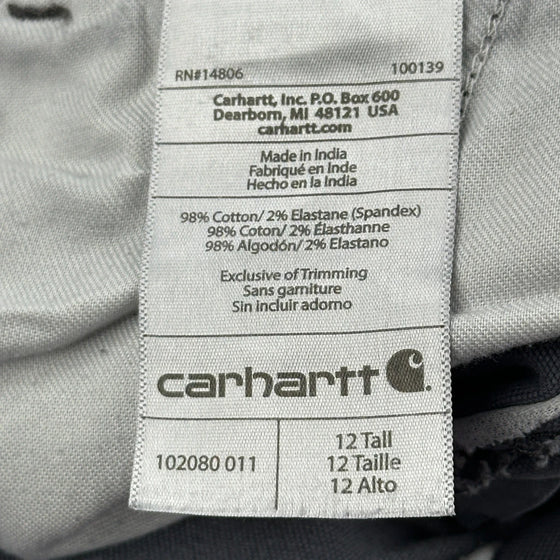 RN#14806 100139
Carhartt, Inc. P.O. Box 600
Dearborn, MI 48121 USA
carhartt.com
Made in India
Fabriqué en Inde
Hecho en la India
98% Cotton/ 2% Elastane (Spandex)
98% Coton/ 2% Élasthanne
98% Algodón/ 2% Elastano
Exclusive of Trimming
Sans garniture
Sin incluir adorno
carhartt
102080 011
12 Tall
12 Taille
12 Alto